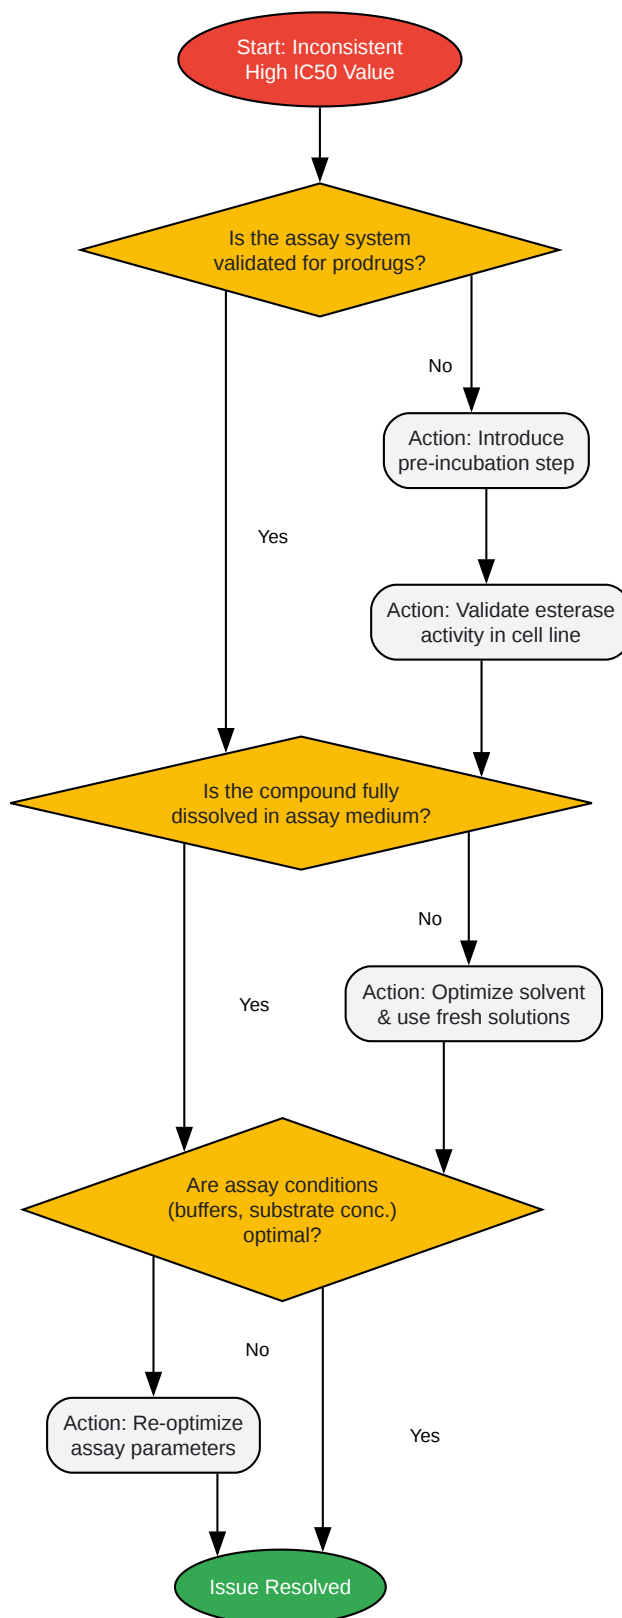 Start: Inconsistent
High IC50 Value
Is the assay system
validated for prodrugs?
No
Action: Introduce
pre-incubation step
Yes
Action: Validate esterase
activity in cell line
Is the compound fully
dissolved in assay medium?
No
Action: Optimize solvent
& use fresh solutions
Yes
Are assay conditions
(buffers, substrate conc.)
optimal?
No
Action: Re-optimize
assay parameters
Yes
Issue Resolved